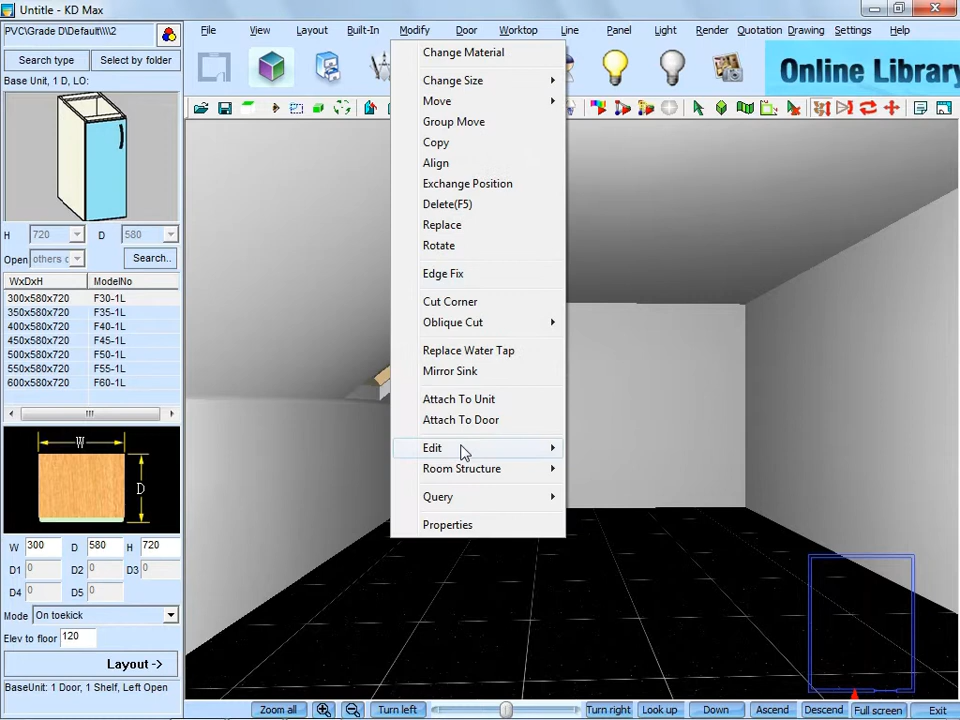 Untitle - KD Max
PVC\Grade D\Default\\\\2
File View Layout Built-In Modify Door Worktop Line Panel Light Render Quotation Drawing Settings Help
Search type Select by folder
Online Library
Base Unit, 1 D, LO:
H 720 D 580
Open others c Search..
WxDxH ModelNo
300x580x720 F30-1L
350x580x720 F35-1L
400x580x720 F40-1L
450x580x720 F45-1L
500x580x720 F50-1L
550x580x720 F55-1L
600x580x720 F60-1L
W
D
W 300 D 580 H 720
D1 0 D2 0 D3 0
D4 0 D5 0
Mode On toekick
Elev to floor 120
Layout ->
BaseUnit: 1 Door, 1 Shelf, Left Open
Change Material
Change Size
Move
Group Move
Copy
Align
Exchange Position
Delete(F5)
Replace
Rotate
Edge Fix
Cut Corner
Oblique Cut
Replace Water Tap
Mirror Sink
Attach To Unit
Attach To Door
Edit
Room Structure
Query
Properties
Zoom all Turn left Turn right Look up Down Ascend Descend Full screen Exit